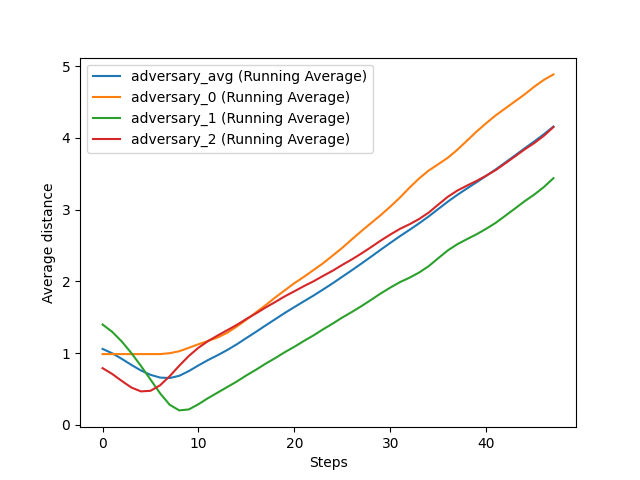 adversary_avg (Running Average)
adversary_0 (Running Average)
adversary_1 (Running Average)
adversary_2 (Running Average)
5
4
3
2
1
0
Average distance
0 10 20 30 40
Steps